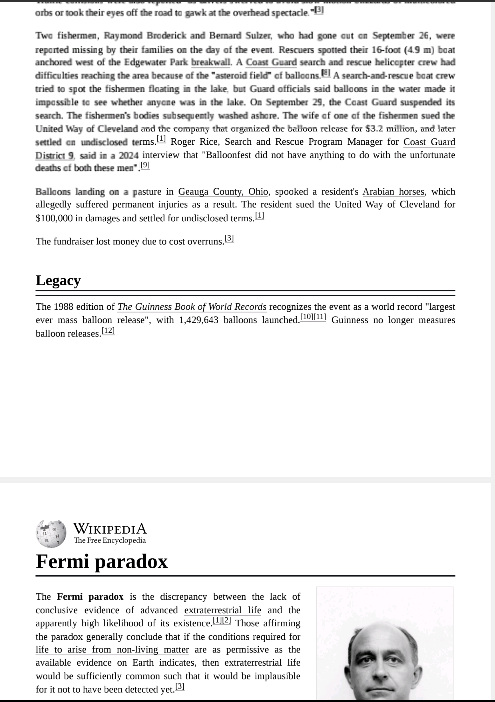 orbs or took their eyes off the road to gawk at the overhead spectacle."[3]
Two fishermen, Raymond Broderick and Bernard Sulzer, who had gone out on September 26, were
reported missing by their families on the day of the event. Rescuers spotted their 16-foot (4.9 m) boat
anchored west of the Edgewater Park breakwall. A Coast Guard search and rescue helicopter crew had
difficulties reaching the area because of the "asteroid field" of balloons.[8] A search-and-rescue boat crew
tried to spot the fishermen floating in the lake, but Guard officials said balloons in the water made it
impossible to see whether anyone was in the lake. On September 29, the Coast Guard suspended its
search. The fishermen's bodies subsequently washed ashore. The wife of one of the fishermen sued the
United Way of Cleveland and the company that organized the balloon release for $3.2 million, and later
settled on undisclosed terms.[1] Roger Rice, Search and Rescue Program Manager for Coast Guard
District 9, said in a 2024 interview that "Balloonfest did not have anything to do with the unfortunate
deaths of both these men".[9]
Balloons landing on a pasture in Geauga County, Ohio, spooked a resident's Arabian horses, which
allegedly suffered permanent injuries as a result. The resident sued the United Way of Cleveland for
$100,000 in damages and settled for undisclosed terms.[1]
The fundraiser lost money due to cost overruns.[3]
Legacy
The 1988 edition of The Guinness Book of World Records recognizes the event as a world record "largest
ever mass balloon release", with 1,429,643 balloons launched.[10][11] Guinness no longer measures
balloon releases.[12]
WIKIPEDIA
The Free Encyclopedia
Fermi paradox
The Fermi paradox is the discrepancy between the lack of
conclusive evidence of advanced extraterrestrial life and the
apparently high likelihood of its existence.[1][2] Those affirming
the paradox generally conclude that if the conditions required for
life to arise from non-living matter are as permissive as the
available evidence on Earth indicates, then extraterrestrial life
would be sufficiently common such that it would be implausible
for it not to have been detected yet.[3]